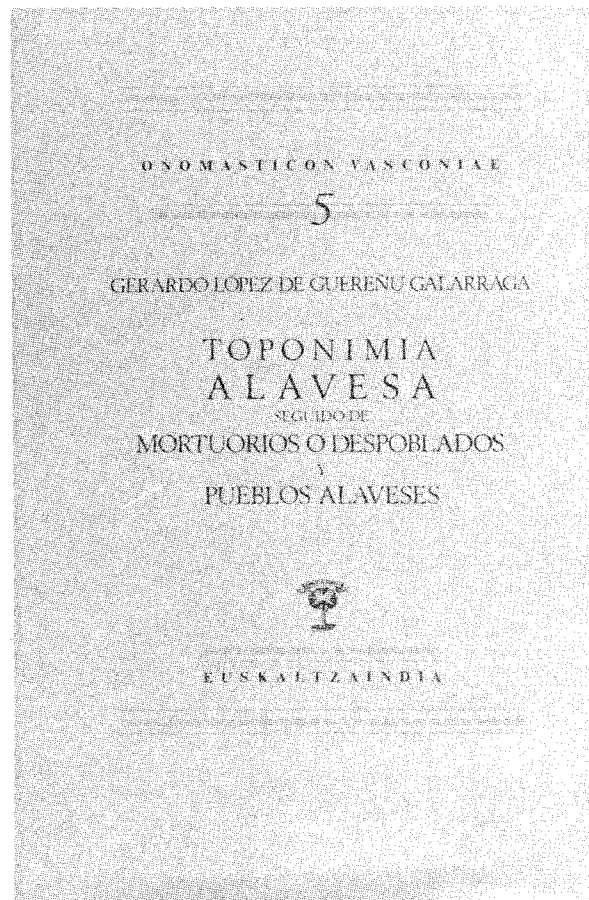 ONOMASTICON VASCONIAE
5
GERARDO LOPEZ DE GUEREÑU GALARRAGA
TOPONIMIA
ALAVESA
SEGUIDO DE
MORTUORIOS O DESPOBLADOS
Y
PUEBLOS ALAVESES
EUSKALTZAINDIA